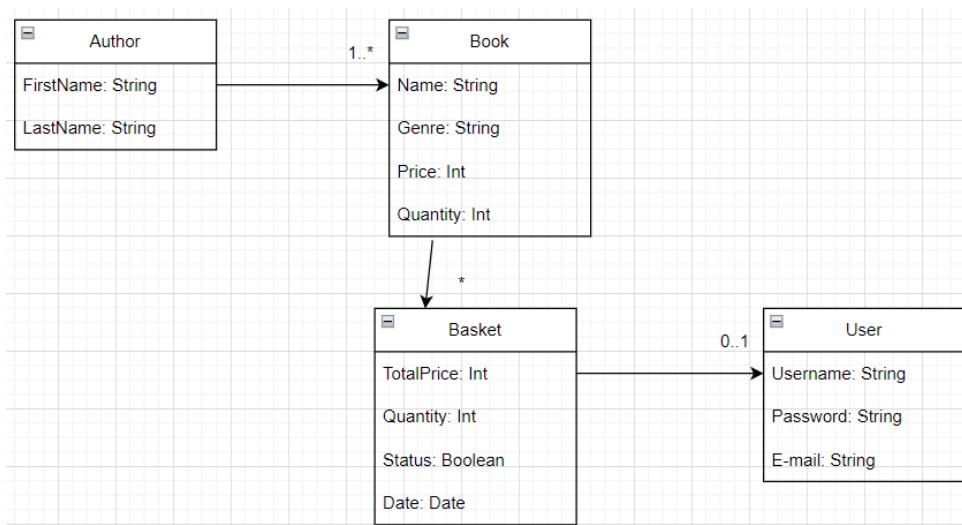 Author
FirstName: String
LastName: String
1..*
Book
Name: String
Genre: String
Price: Int
Quantity: Int
*
Basket
TotalPrice: Int
Quantity: Int
Status: Boolean
Date: Date
0..1
User
Username: String
Password: String
E-mail: String